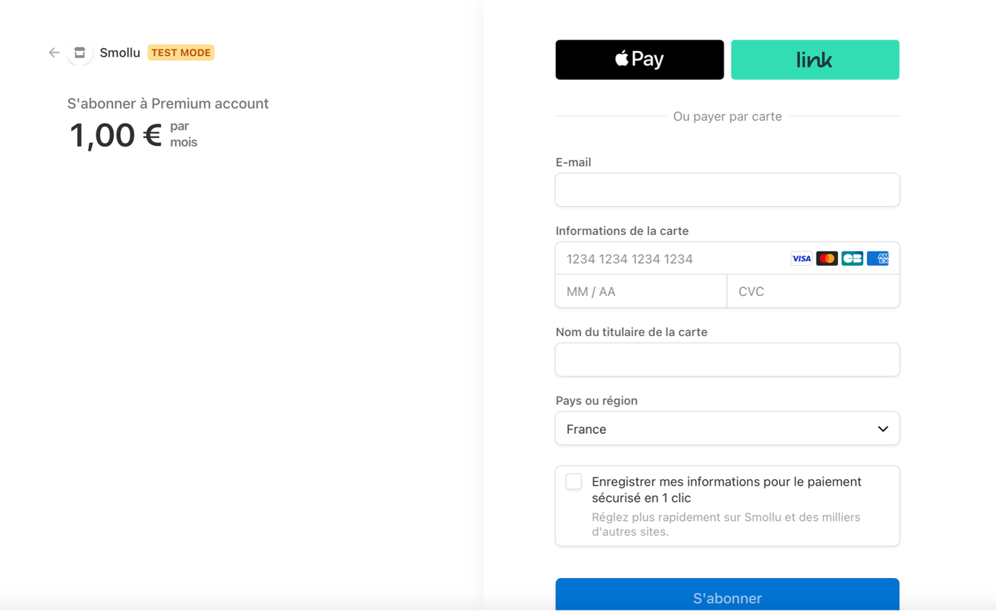 Smollu TEST MODE
S'abonner à Premium account
1,00 € par
mois
Pay
link
Ou payer par carte
E-mail
Informations de la carte
1234 1234 1234 1234 VISA AMEX
MM / AA CVC
Nom du titulaire de la carte
Pays ou région
France
Enregistrer mes informations pour le paiement
sécurisé en 1 clic
Réglez plus rapidement sur Smollu et des milliers
d'autres sites.
S'abonner